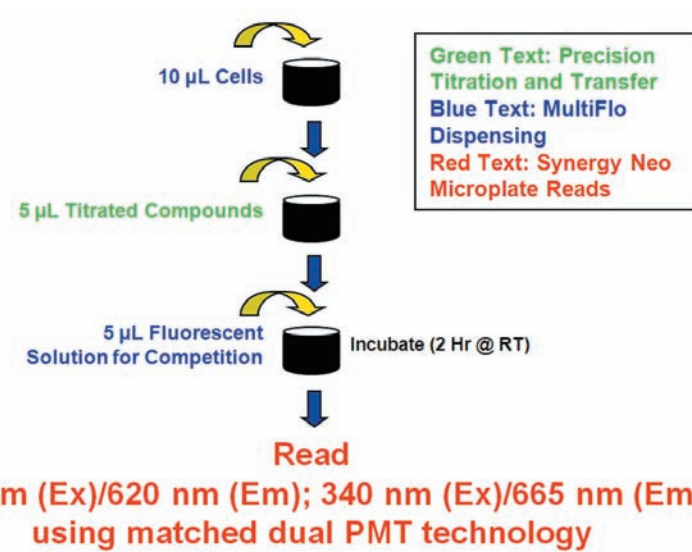 10 µL Cells
Green Text: Precision
Titration and Transfer
Blue Text: MultiFlo
Dispensing
Red Text: Synergy Neo
Microplate Reads
5 µL Titrated Compounds
5 µL Fluorescent
Solution for Competition
Incubate (2 Hr @ RT)
Read
m (Ex)/620 nm (Em); 340 nm (Ex)/665 nm (Em
using matched dual PMT technology